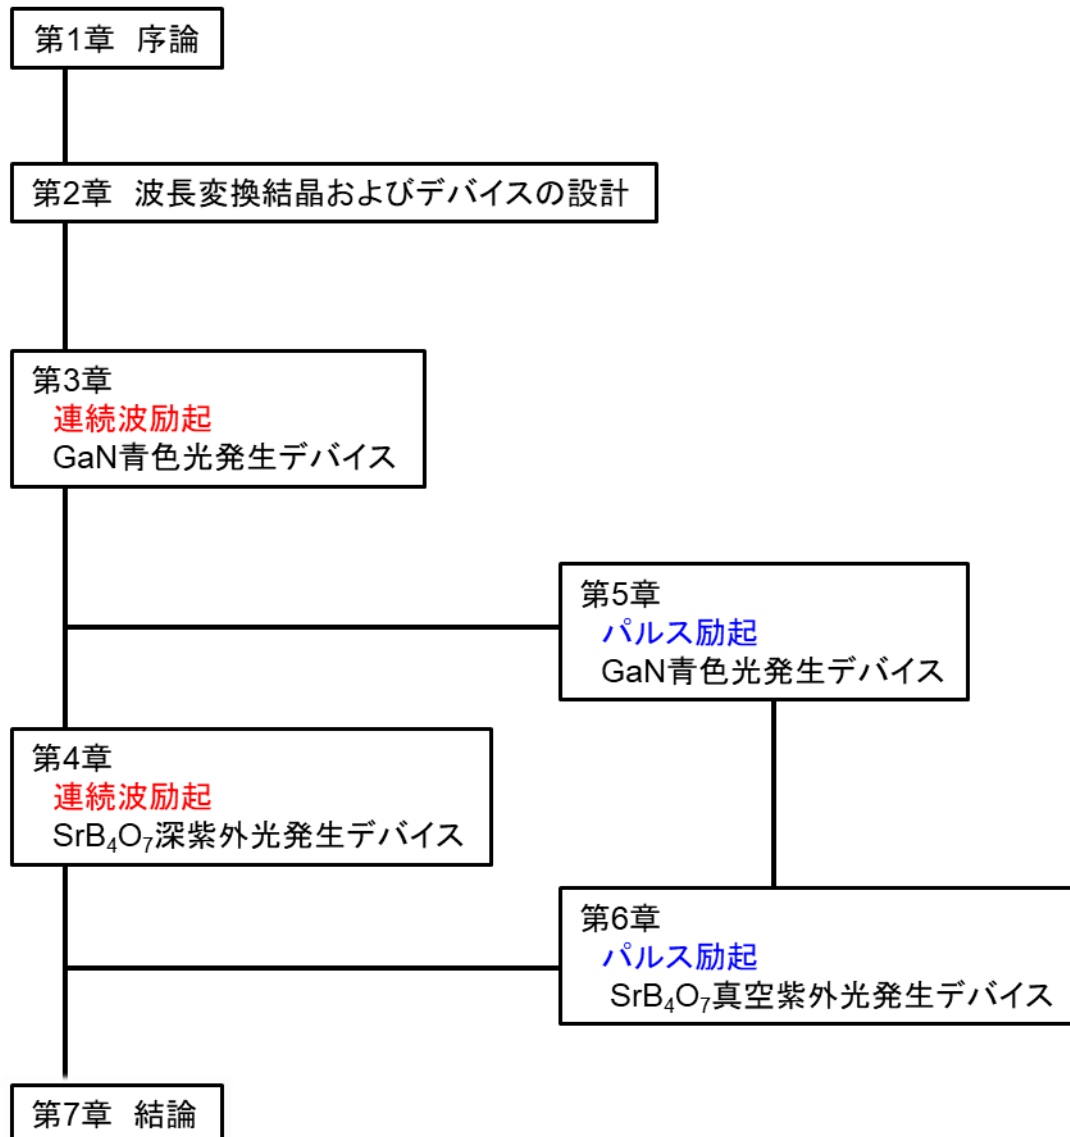 第1章 序論
第2章 波長変換結晶およびデバイスの設計
第3章
連続波励起
GaN青色光発生デバイス
第5章
パルス励起
GaN青色光発生デバイス
第4章
連続波励起
SrB₄O₇深紫外光発生デバイス
第6章
パルス励起
SrB₄O₇真空紫外光発生デバイス
第7章 結論